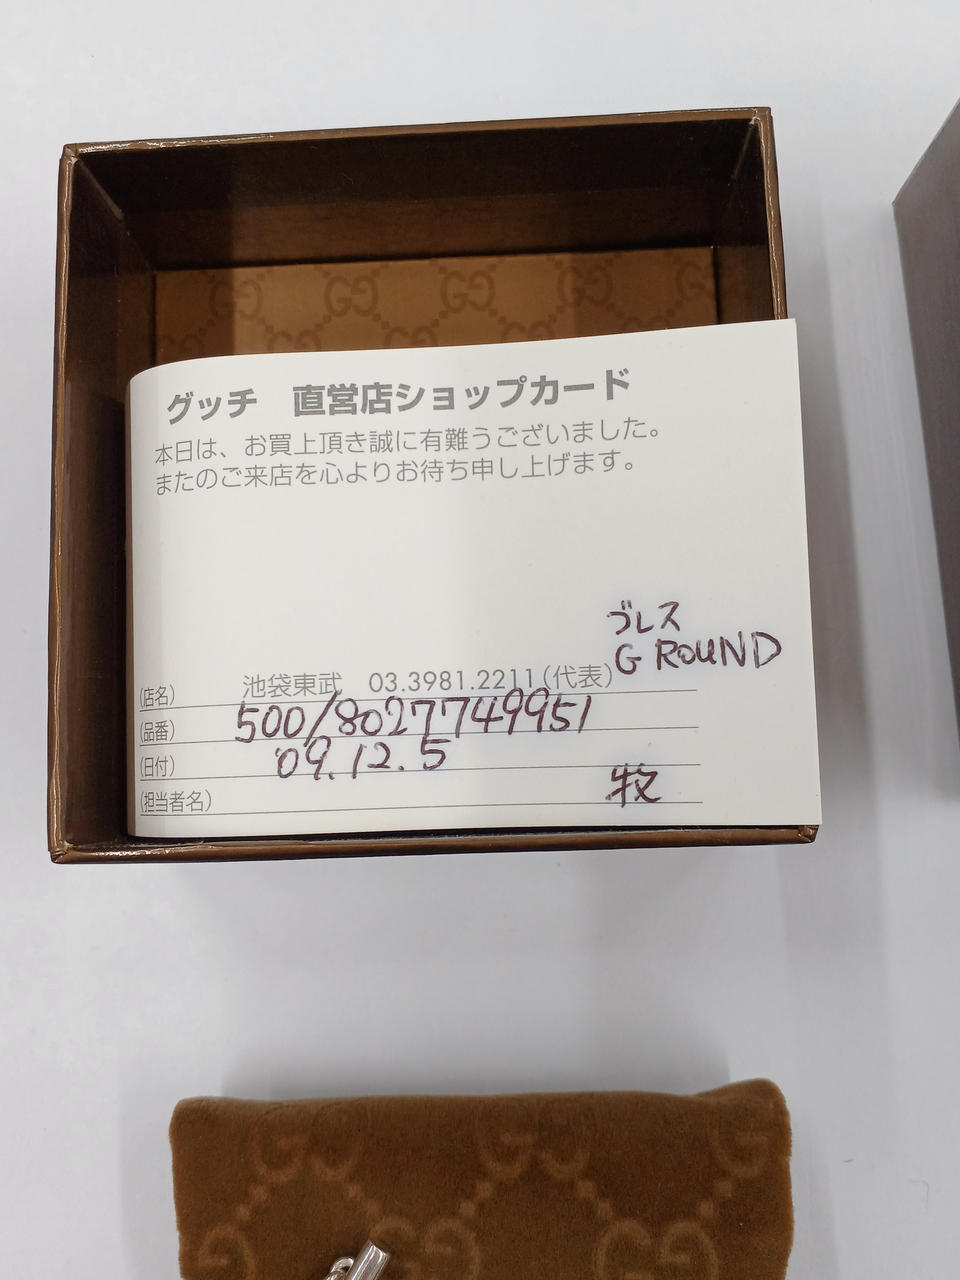 グッチ 直営店ショップカード
本日は、お買上頂き誠に有難うございました。
またのご来店を心よりお待ち申し上げます。
ブレス
G ROUND
(店名) 池袋東武 03.3981.2211(代表)
(品番) 500/8027749951
(日付) '09.12.5
(担当者名) 牧